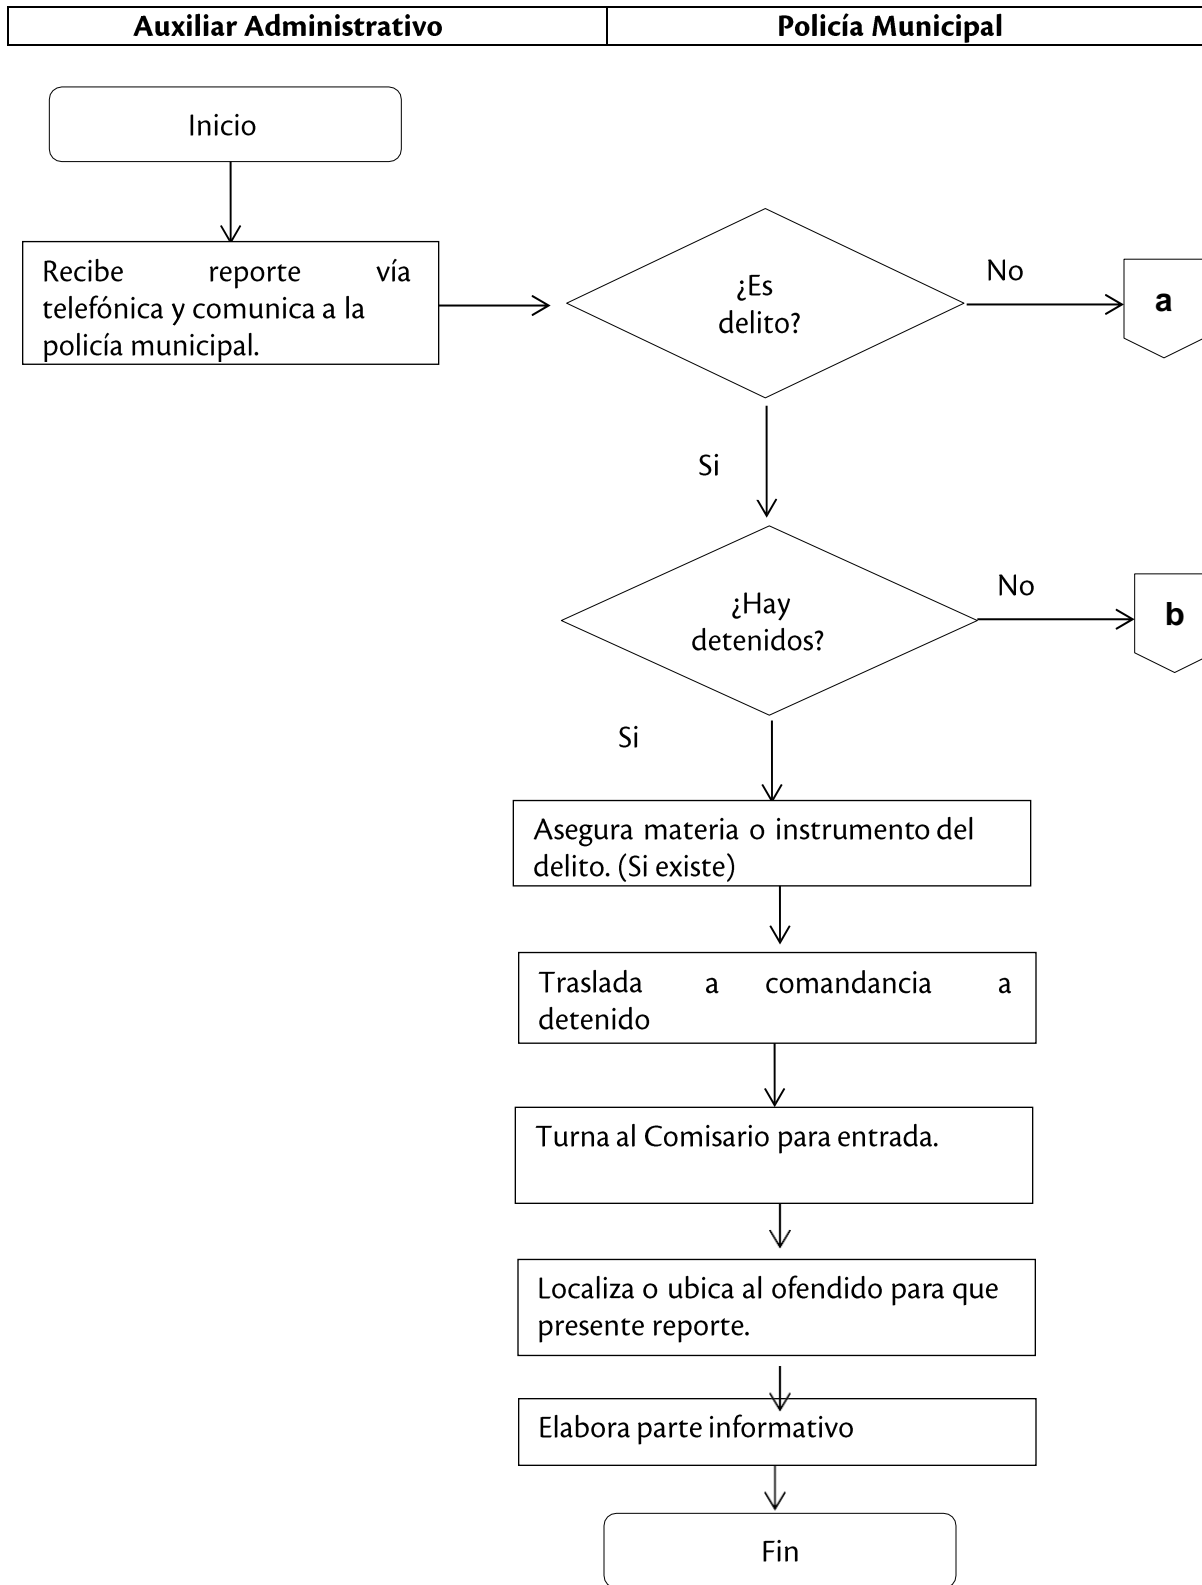 Auxiliar Administrativo
Policía Municipal
Inicio
Recibe reporte vía
telefónica y comunica a la
policía municipal.
¿Es
delito?
No
a
Si
¿Hay
detenidos?
No
b
Si
Asegura materia o instrumento del
delito. (Si existe)
Traslada a comandancia a
detenido
Turna al Comisario para entrada.
Localiza o ubica al ofendido para que
presente reporte.
Elabora parte informativo
Fin